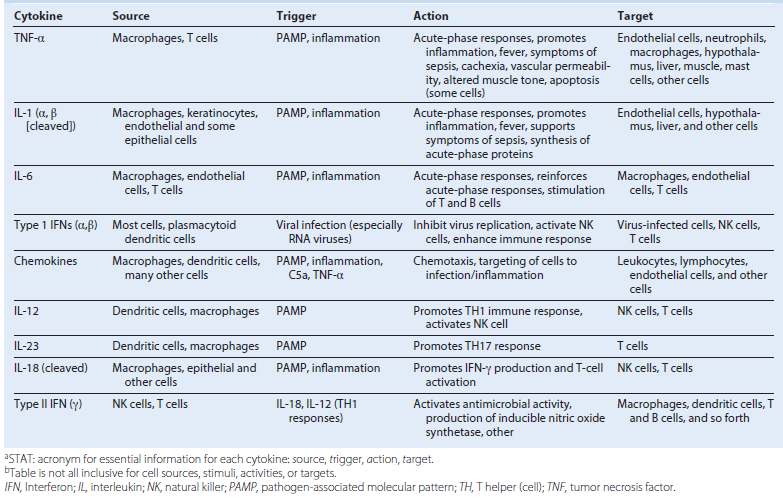 Cytokine Source Trigger Action Target
TNF-α Macrophages, T cells PAMP, inflammation Acute-phase responses, promotes Endothelial cells, neutrophils,
inflammation, fever, symptoms of macrophages, hypothala-
sepsis, cachexia, vascular permeabil- mus, liver, muscle, mast
ity, altered muscle tone, apoptosis cells, other cells
(some cells)
IL-1 (α, β Macrophages, keratinocytes, PAMP, inflammation Acute-phase responses, promotes Endothelial cells, hypothala-
[cleaved]) endothelial and some inflammation, fever, supports mus, liver, and other cells
epithelial cells symptoms of sepsis, synthesis of
acute-phase proteins
IL-6 Macrophages, endothelial PAMP, inflammation Acute-phase responses, reinforces Macrophages, endothelial
cells, T cells acute-phase responses, stimulation cells, T cells
of T and B cells
Type 1 IFNs (α,β) Most cells, plasmacytoid Viral infection (especially Inhibit virus replication, activate NK Virus-infected cells, NK cells,
dendritic cells RNA viruses) cells, enhance immune response T cells
Chemokines Macrophages, dendritic cells, PAMP, inflammation, Chemotaxis, targeting of cells to Leukocytes, lymphocytes,
many other cells C5a, TNF-α infection/inflammation endothelial cells, and other
cells
IL-12 Dendritic cells, macrophages PAMP Promotes TH1 immune response, NK cells, T cells
activates NK cell
IL-23 Dendritic cells, macrophages PAMP Promotes TH17 response T cells
IL-18 (cleaved) Macrophages, epithelial and PAMP, inflammation Promotes IFN-γ production and T-cell NK cells, T cells
other cells activation
Type II IFN (γ) NK cells, T cells IL-18, IL-12 (TH1 Activates antimicrobial activity, Macrophages, dendritic cells, T
responses) production of inducible nitric oxide and B cells, and so forth
synthetase, other
aSTAT: acronym for essential information for each cytokine: source, trigger, action, target.
bTable is not all inclusive for cell sources, stimuli, activities, or targets.
IFN, Interferon; IL, interleukin; NK, natural killer; PAMP, pathogen-associated molecular pattern; TH, T helper (cell); TNF, tumor necrosis factor.